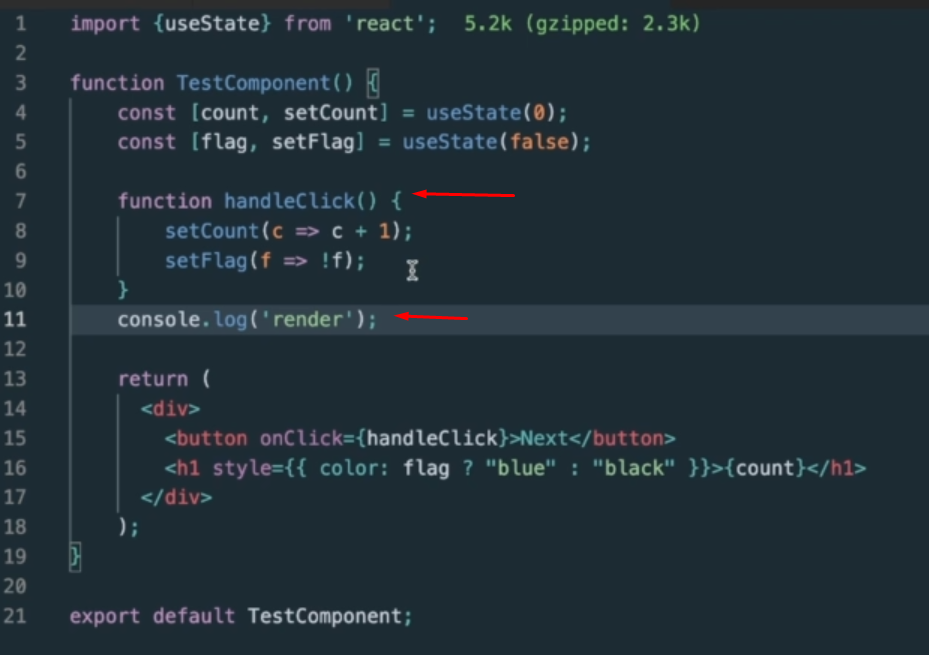 1 import {useState} from 'react'; 5.2k (gzipped: 2.3k)
2
3 function TestComponent() {
4 const [count, setCount] = useState(0);
5 const [flag, setFlag] = useState(false);
6
7 function handleClick() {
8 setCount(c => c + 1);
9 setFlag(f => !f);
10 }
11 console.log('render');
12
13 return (
14 <div>
15 <button onClick={handleClick}>Next</button>
16 <h1 style={{ color: flag ? "blue" : "black" }}>{count}</h1>
17 </div>
18 );
19 }
20
21 export default TestComponent;